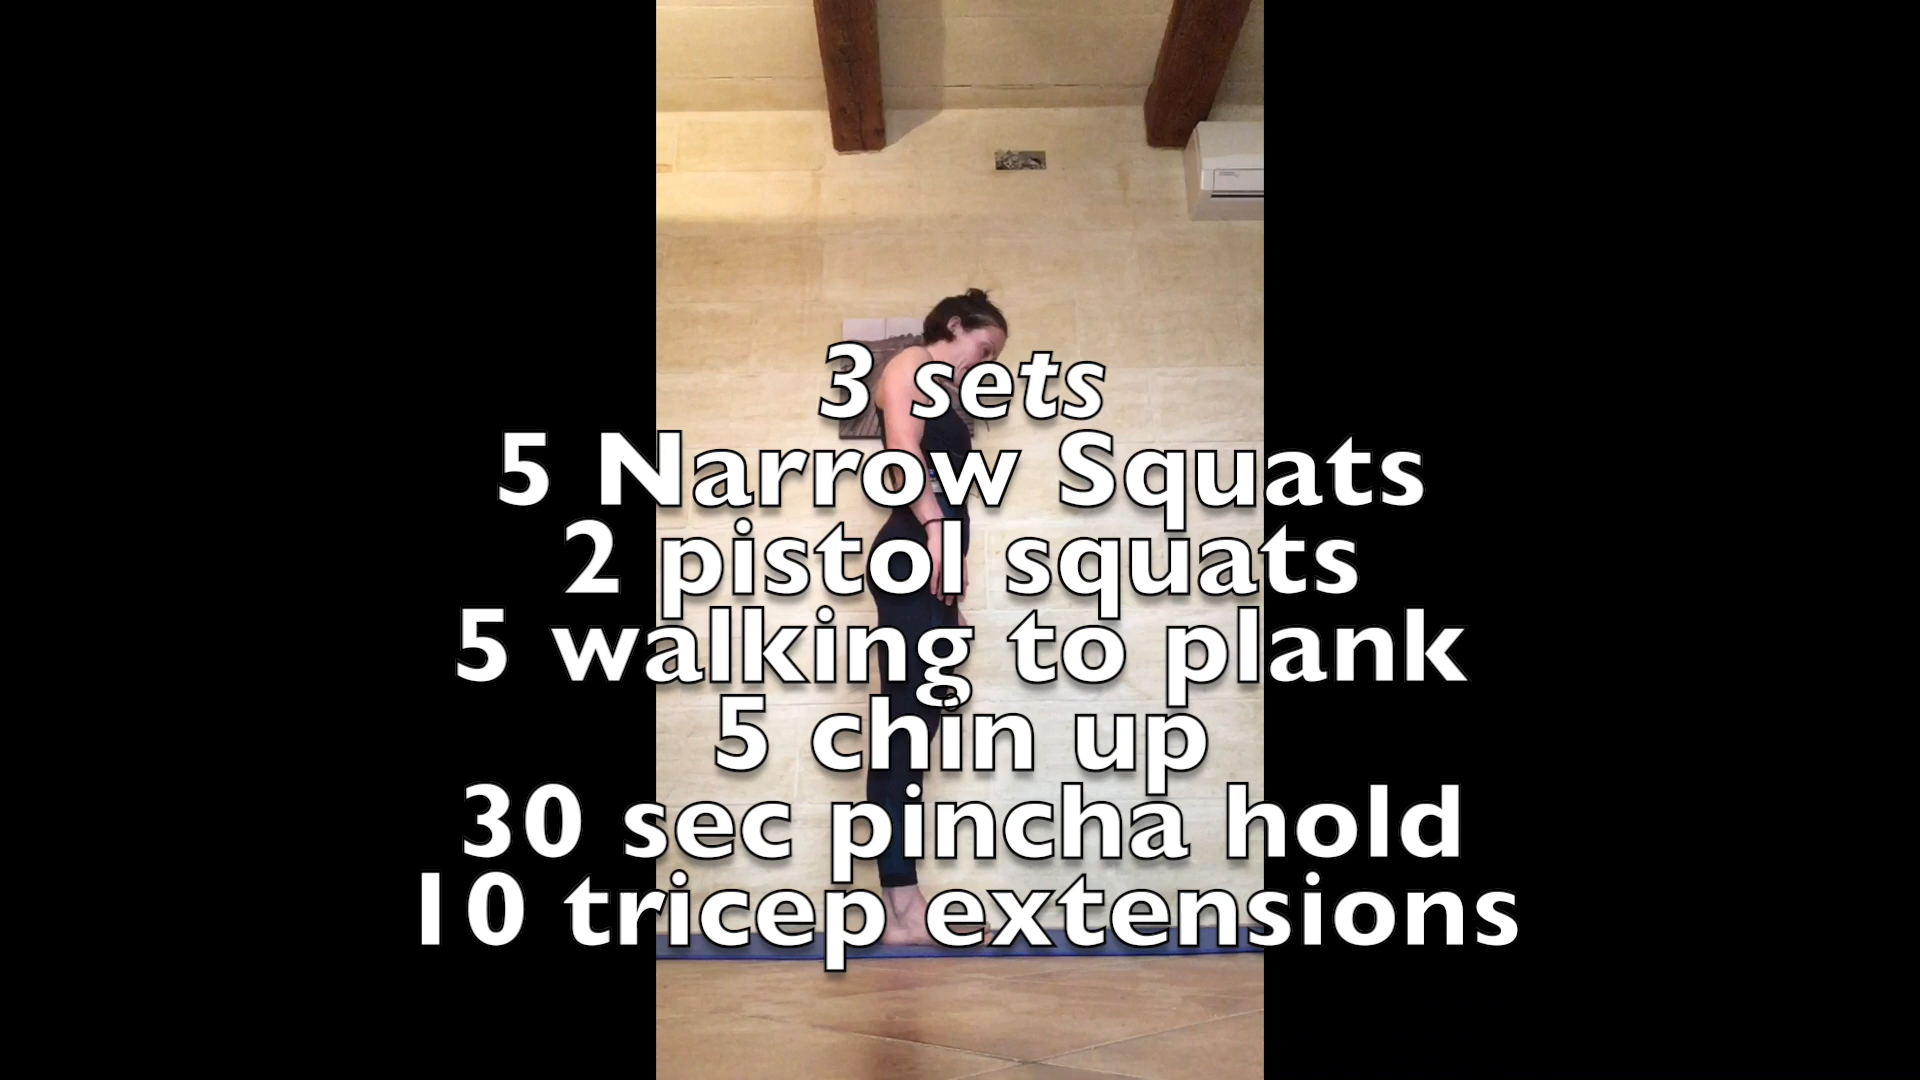 3 sets
5 Narrow Squats
2 pistol squats
5 walking to plank
5 chin up
30 sec pincha hold
10 tricep extensions